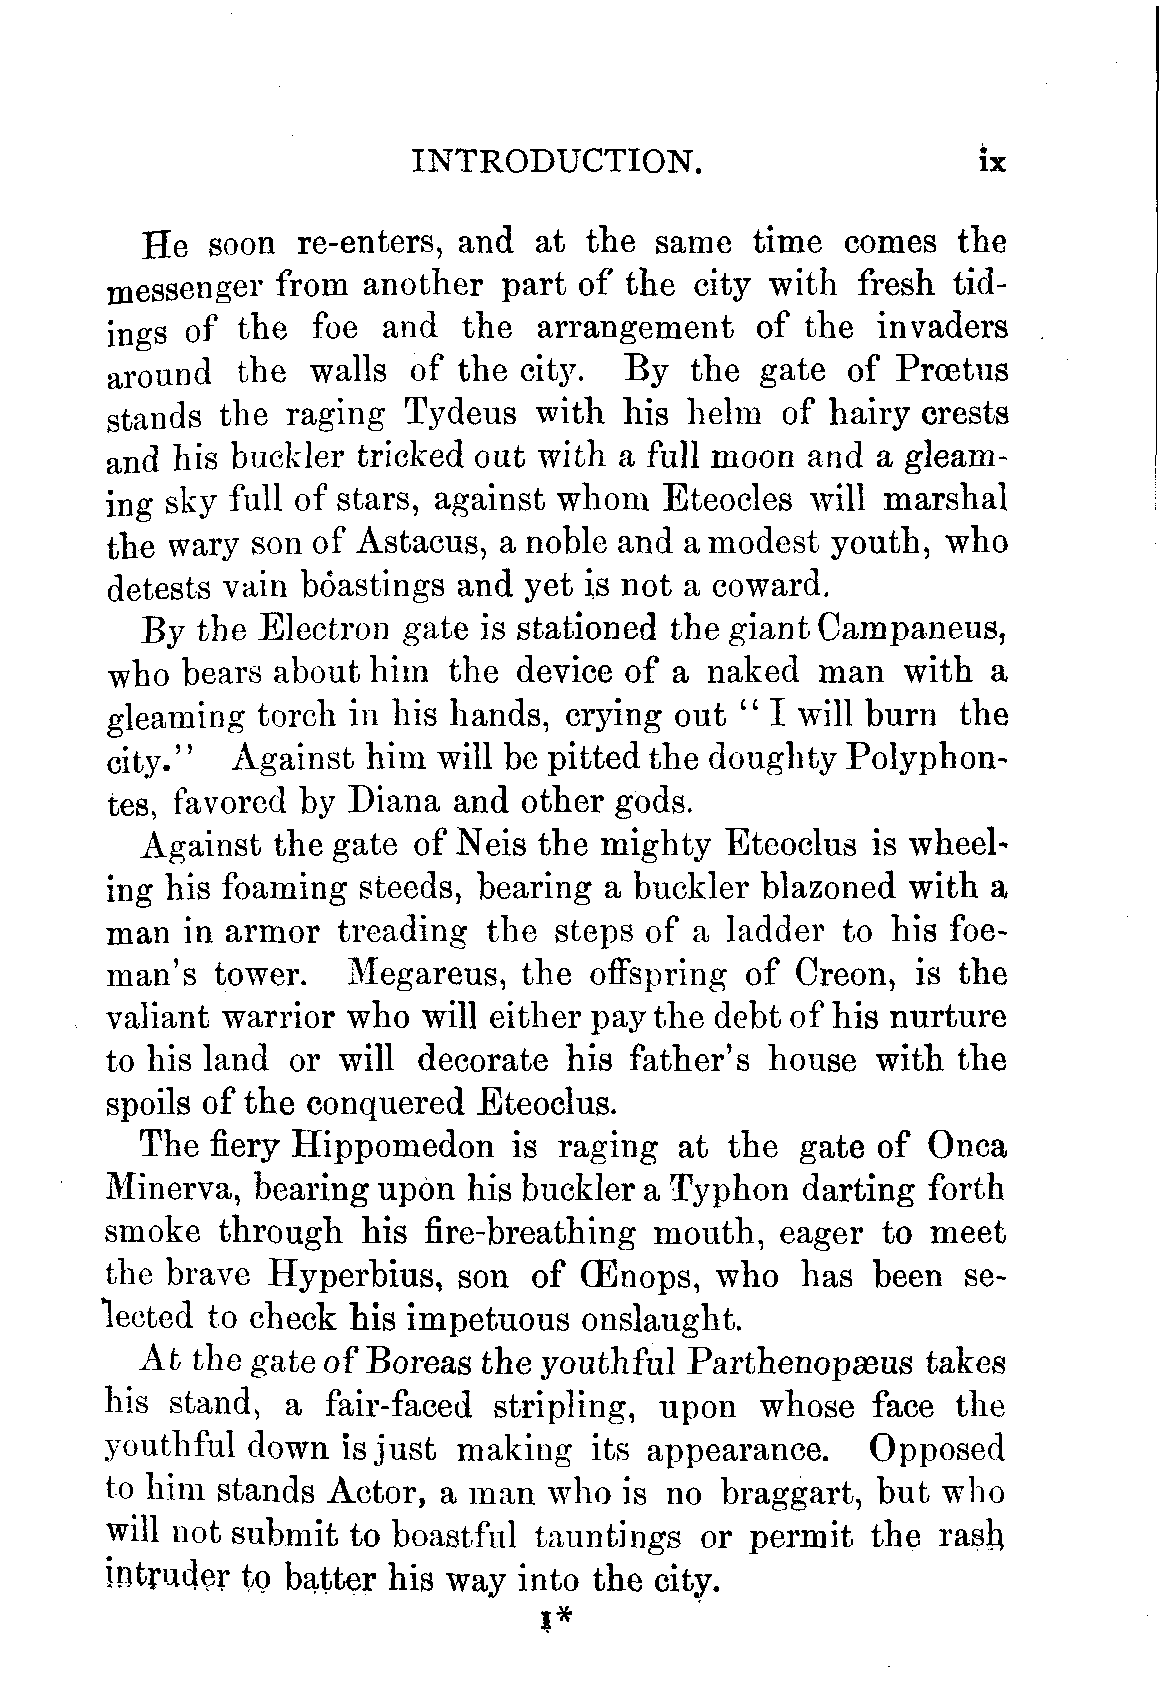 INTRODUCTION. ix
He soon re-enters, and at the same time comes the
messenger from another part of the city with fresh tid-
ings of the foe and the arrangement of the invaders
around the walls of the city. By the gate of Prœtus
stands the raging Tydeus with his helm of hairy crests
and his buckler tricked out with a full moon and a gleam-
ing sky full of stars, against whom Eteocles will marshal
the wary son of Astacus, a noble and a modest youth, who
detests vain boastings and yet is not a coward.
By the Electron gate is stationed the giant Campaneus,
who bears about him the device of a naked man with a
gleaming torch in his hands, crying out “ I will burn the
city.” Against him will be pitted the doughty Polyphon-
tes, favored by Diana and other gods.
Against the gate of Neis the mighty Eteoclus is wheel-
ing his foaming steeds, bearing a buckler blazoned with a
man in armor treading the steps of a ladder to his foe-
man's tower. Megareus, the offspring of Creon, is the
valiant warrior who will either pay the debt of his nurture
to his land or will decorate his father's house with the
spoils of the conquered Eteoclus.
The fiery Hippomedon is raging at the gate of Onca
Minerva, bearing upon his buckler a Typhon darting forth
smoke through his fire-breathing mouth, eager to meet
the brave Hyperbius, son of Œnops, who has been se-
lected to check his impetuous onslaught.
At the gate of Boreas the youthful Parthenopæus takes
his stand, a fair-faced stripling, upon whose face the
youthful down is just making its appearance. Opposed
to him stands Actor, a man who is no braggart, but who
will not submit to boastful tauntings or permit the rash
intruder to batter his way into the city.
1*